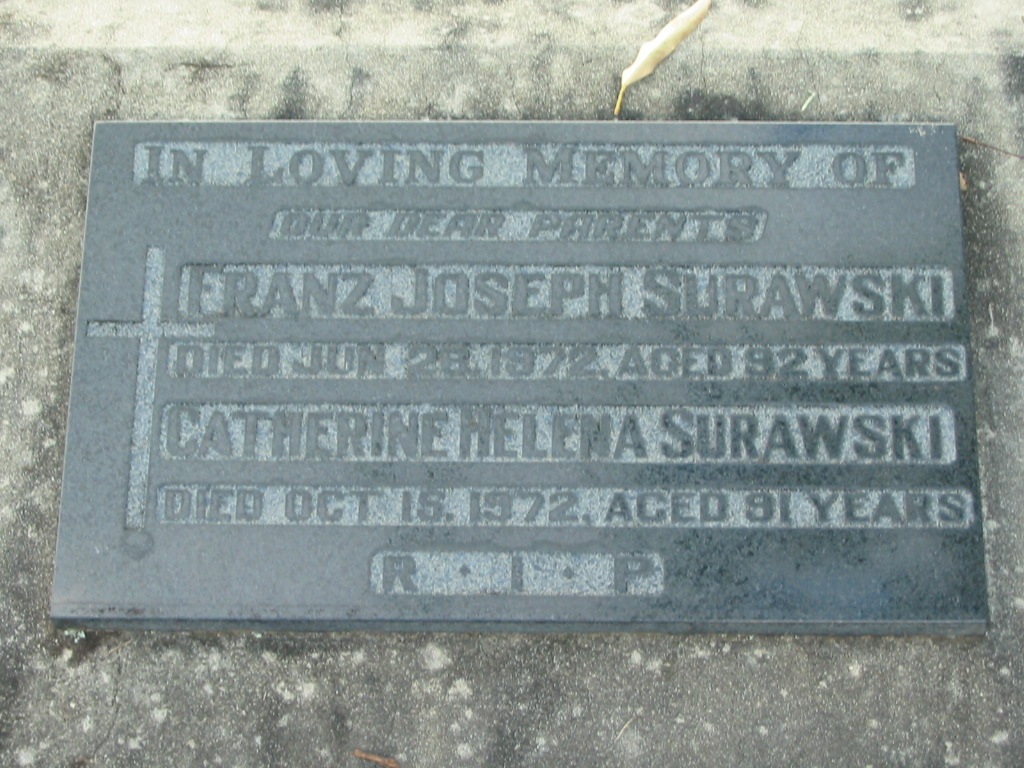 IN LOVING MEMORY OF
OUR DEAR PARENTS
FRANZ JOSEPH SURAWSKI
DIED JUN 28, 1972, AGED 92 YEARS
CATHERINE HELENA SURAWSKI
DIED OCT 15, 1972, AGED 91 YEARS
R · I · P